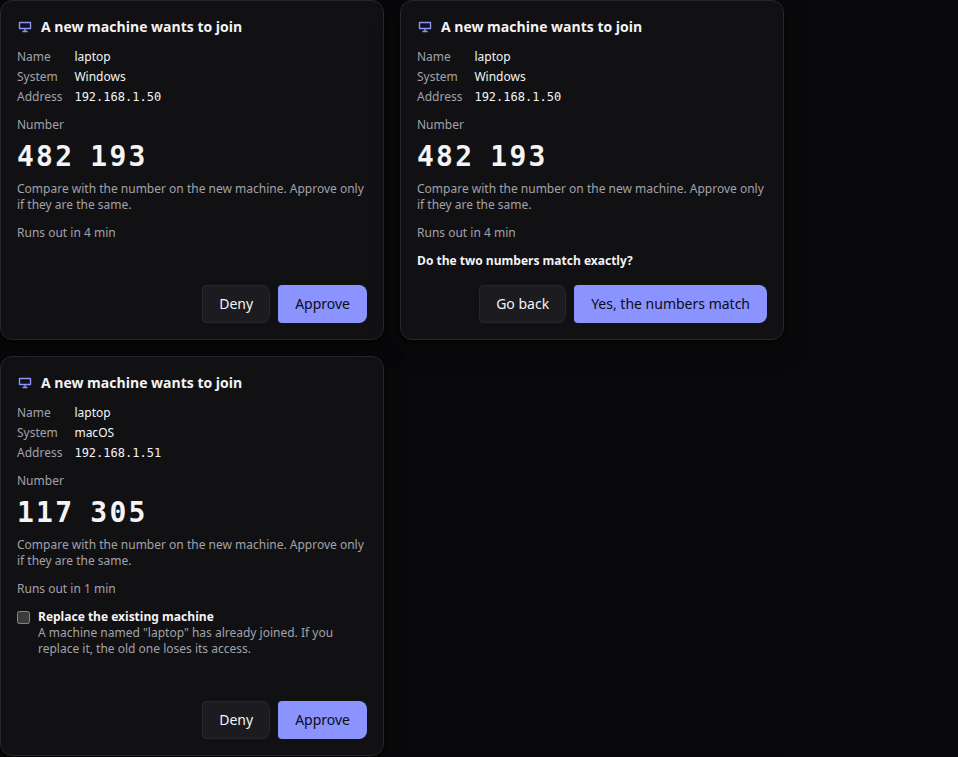 A new machine wants to join
Name laptop
System Windows
Address 192.168.1.50
Number
482 193
Compare with the number on the new machine. Approve only
if they are the same.
Runs out in 4 min
Deny Approve
A new machine wants to join
Name laptop
System Windows
Address 192.168.1.50
Number
482 193
Compare with the number on the new machine. Approve only
if they are the same.
Runs out in 4 min
Do the two numbers match exactly?
Go back Yes, the numbers match
A new machine wants to join
Name laptop
System macOS
Address 192.168.1.51
Number
117 305
Compare with the number on the new machine. Approve only
if they are the same.
Runs out in 1 min
Replace the existing machine
A machine named "laptop" has already joined. If you
replace it, the old one loses its access.
Deny Approve